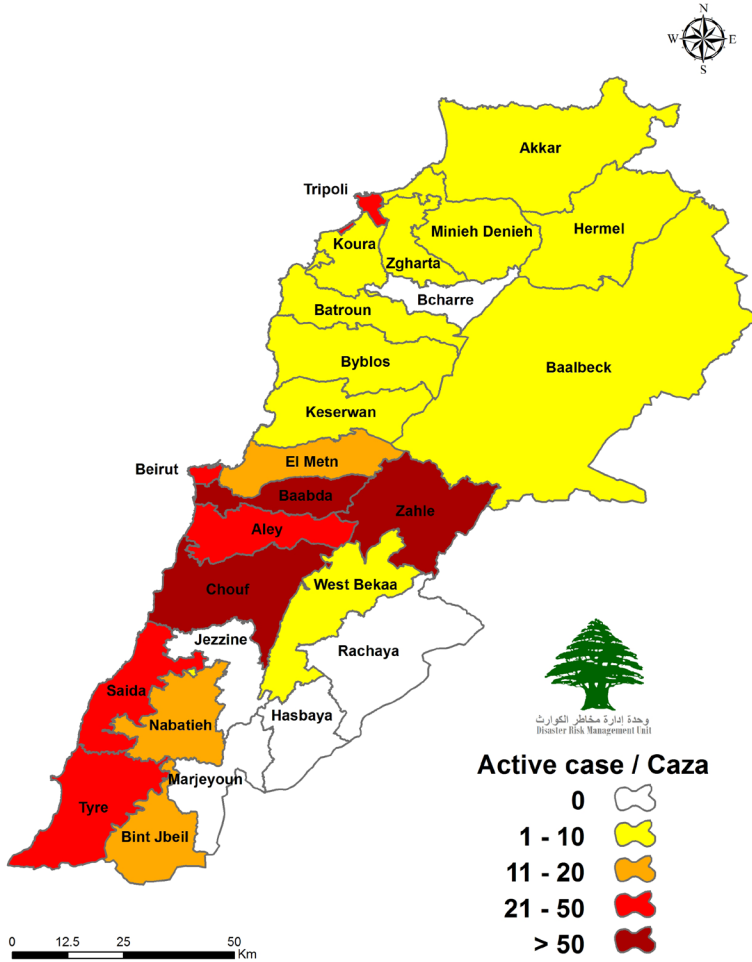 N
W E
S
Akkar
Tripoli
Hermel
Minieh Denieh
Koura
Zgharta
Bcharre
Batroun
Byblos
Baalbeck
Keserwan
El Metn
Beirut
Baabda
Zahle
Aley
West Bekaa
Chouf
Jezzine
Rachaya
Saida
Hasbaya
Nabatieh
وحدة إدارة مخاطر الكوارث
Disaster Risk Management Unit
Marjeyoun
Tyre
Bint Jbeil
Active case / Caza
0
1 - 10
11 - 20
21 - 50
> 50
0 12.5 25 50
Km